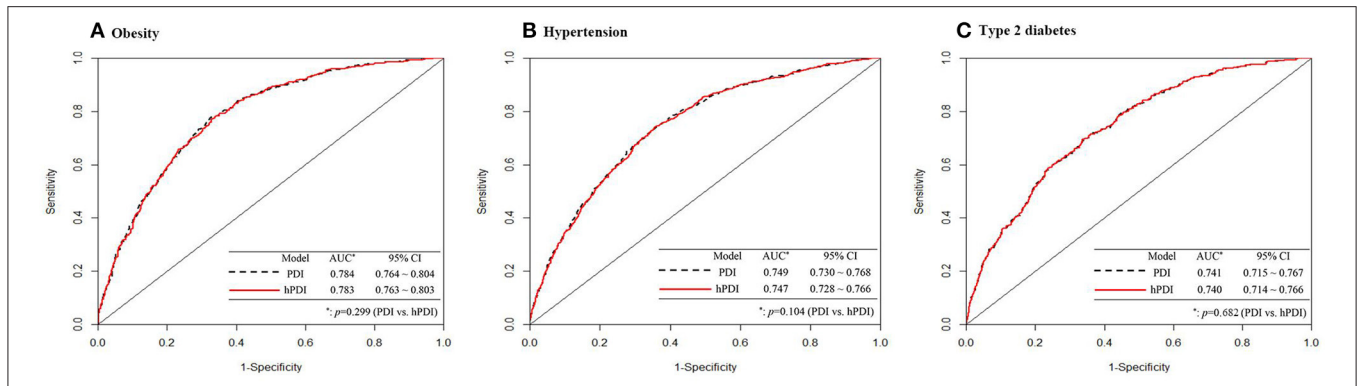 A Obesity
1.0
0.8
0.6
0.4
0.2
0.0
Sensitivity
Model AUC* 95% CI
PDI 0.784 0.764 ~ 0.804
hPDI 0.783 0.763 ~ 0.803
*: p=0.299 (PDI vs. hPDI)
0.0 0.2 0.4 0.6 0.8 1.0
1-Specificity
B Hypertension
1.0
0.8
0.6
0.4
0.2
0.0
Sensitivity
Model AUC* 95% CI
PDI 0.749 0.730 ~ 0.768
hPDI 0.747 0.728 ~ 0.766
*: p=0.104 (PDI vs. hPDI)
0.0 0.2 0.4 0.6 0.8 1.0
1-Specificity
C Type 2 diabetes
1.0
0.8
0.6
0.4
0.2
0.0
Sensitivity
Model AUC* 95% CI
PDI 0.741 0.715 ~ 0.767
hPDI 0.740 0.714 ~ 0.766
*: p=0.682 (PDI vs. hPDI)
0.0 0.2 0.4 0.6 0.8 1.0
1-Specificity